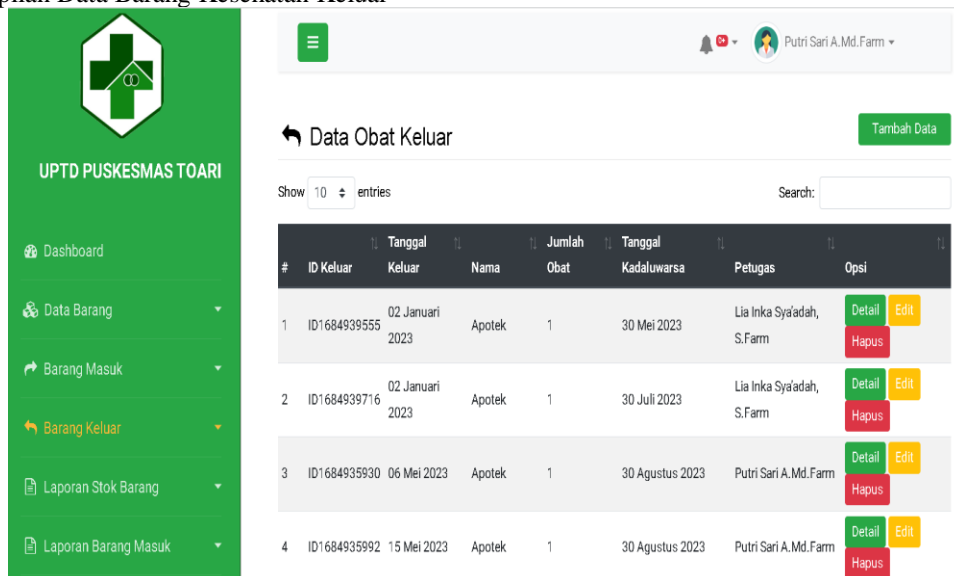 Data Barang Kesehatan Keluar
Putri Sari A.Md.Farm
UPTD PUSKESMAS TOARI
Dashboard
Data Barang
Barang Masuk
Barang Keluar
Laporan Stok Barang
Laporan Barang Masuk
Data Obat Keluar
Tambah Data
Show 10 entries
Search:
# ID Keluar Tanggal Keluar Nama Jumlah Obat Tanggal Kadaluwarsa Petugas Opsi
1 ID1684939555 02 Januari 2023 Apotek 1 30 Mei 2023 Lia Inka Sya'adah, S.Farm Detail Edit Hapus
2 ID1684939716 02 Januari 2023 Apotek 1 30 Juli 2023 Lia Inka Sya'adah, S.Farm Detail Edit Hapus
3 ID1684935930 06 Mei 2023 Apotek 1 30 Agustus 2023 Putri Sari A.Md.Farm Detail Edit Hapus
4 ID1684935992 15 Mei 2023 Apotek 1 30 Agustus 2023 Putri Sari A.Md.Farm Detail Edit Hapus